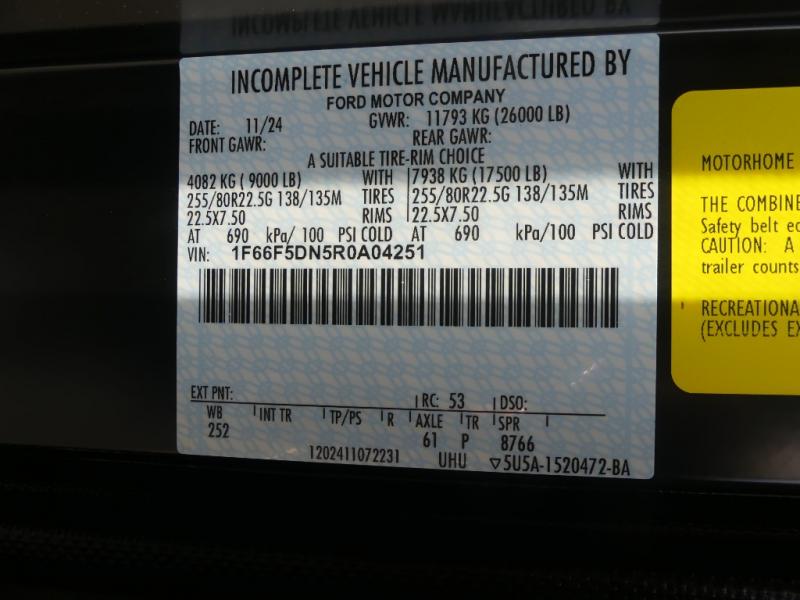 INCOMPLETE VEHICLE MANUFACTURED BY
FORD MOTOR COMPANY
DATE: 11/24 GVWR: 11793 KG (26000 LB)
FRONT GAWR: REAR GAWR:
A SUITABLE TIRE-RIM CHOICE
4082 KG ( 9000 LB) WITH 7938 KG (17500 LB) WITH
255/80R22.5G 138/135M TIRES 255/80R22.5G 138/135M TIRES
22.5X7.50 RIMS 22.5X7.50 RIMS
AT 690 kPa/ 100 PSI COLD AT 690 kPa/100 PSI COLD
VIN: 1F66F5DN5R0A04251
EXT PNT: RC: 53 DSO:
WB INT TR TP/PS R AXLE TR SPR
252 61 P 8766
1202411072231 UHU 5U5A-1520472-BA
MOTORHOME
THE COMBINE
Safety belt eq
CAUTION: A
trailer counts
RECREATIONA
(EXCLUDES EX